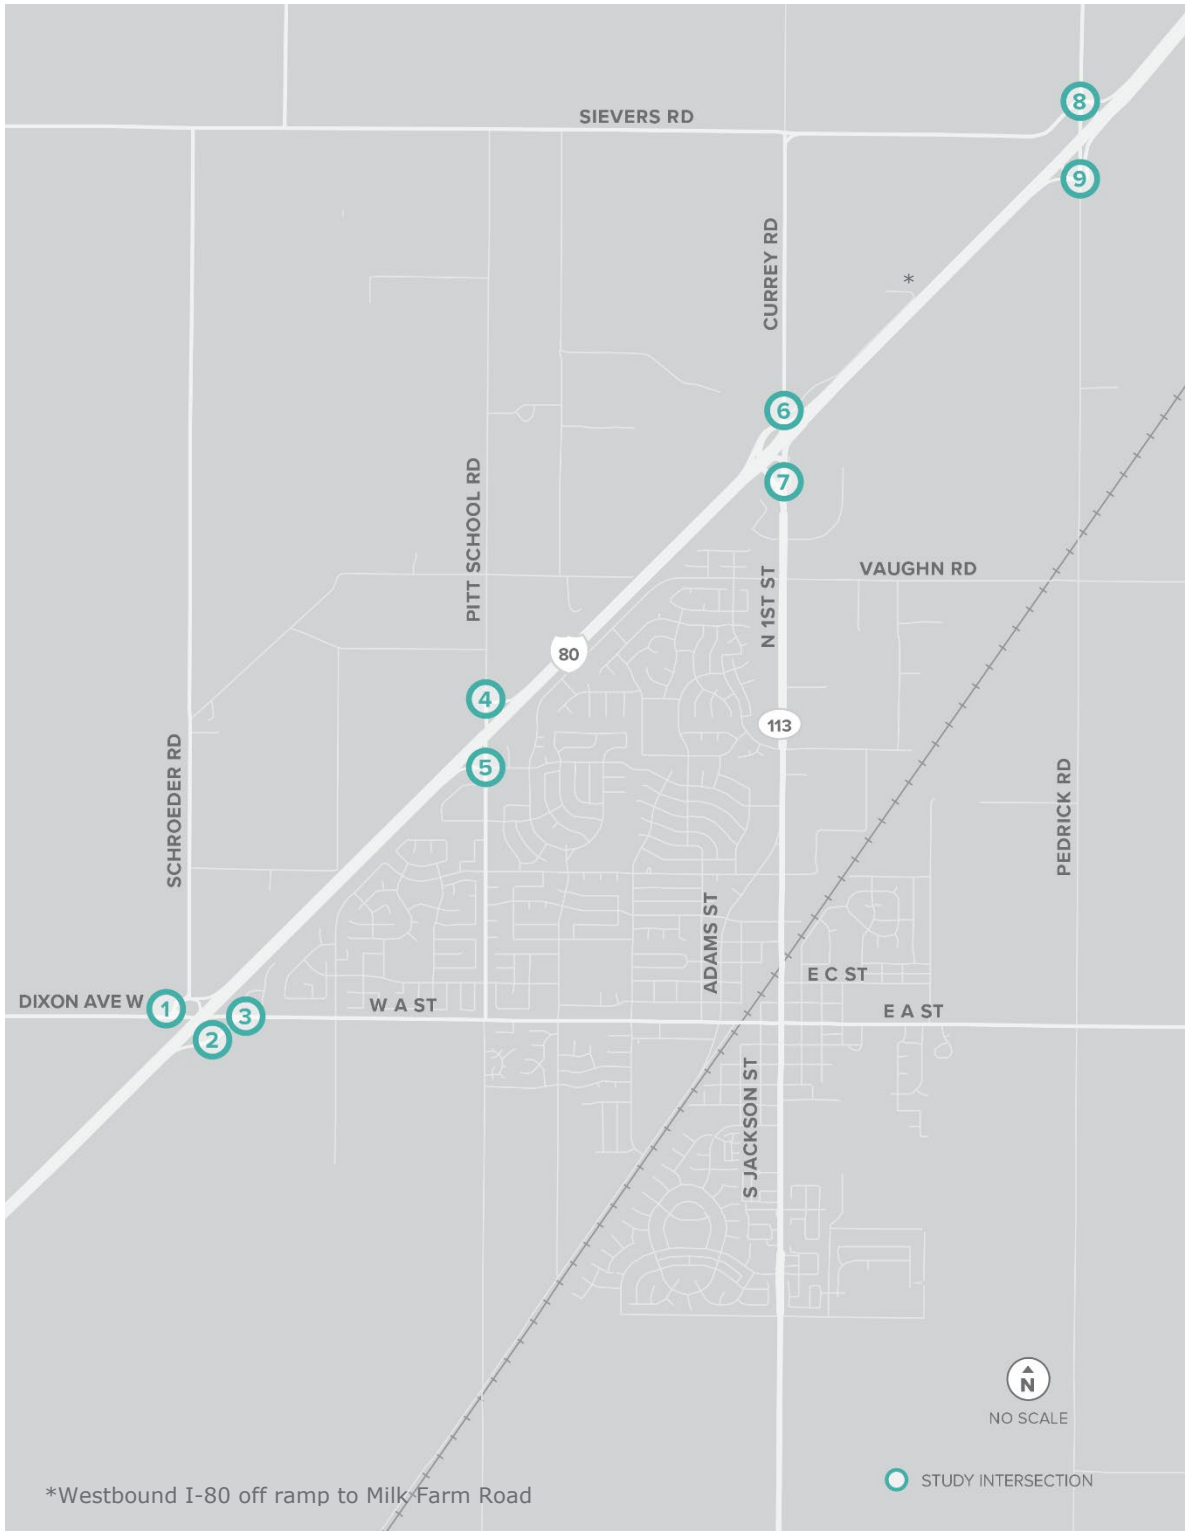 8
SIEVERS RD
9
CURREY RD
*
6
7
PITT SCHOOL RD
VAUGHN RD
N 1ST ST
80
4
113
5
SCHROEDER RD
PEDRICK RD
ADAMS ST
E C ST
DIXON AVE W
1
3
W A ST
E A ST
2
S JACKSON ST
N
NO SCALE
STUDY INTERSECTION
*Westbound I-80 off ramp to Milk Farm Road